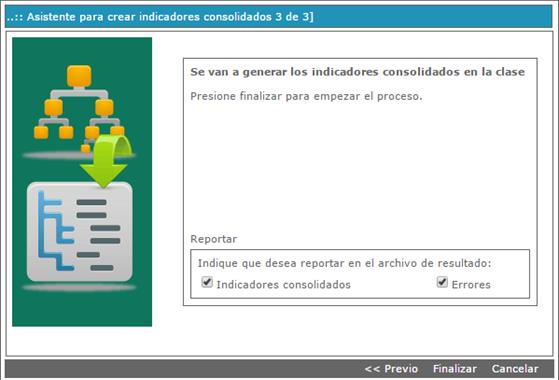 ..:: Asistente para crear indicadores consolidados 3 de 3]
Se van a generar los indicadores consolidados en la clase
Presione finalizar para empezar el proceso.
Reportar
Indique que desea reportar en el archivo de resultado:
Indicadores consolidados Errores
<< Previo Finalizar Cancelar